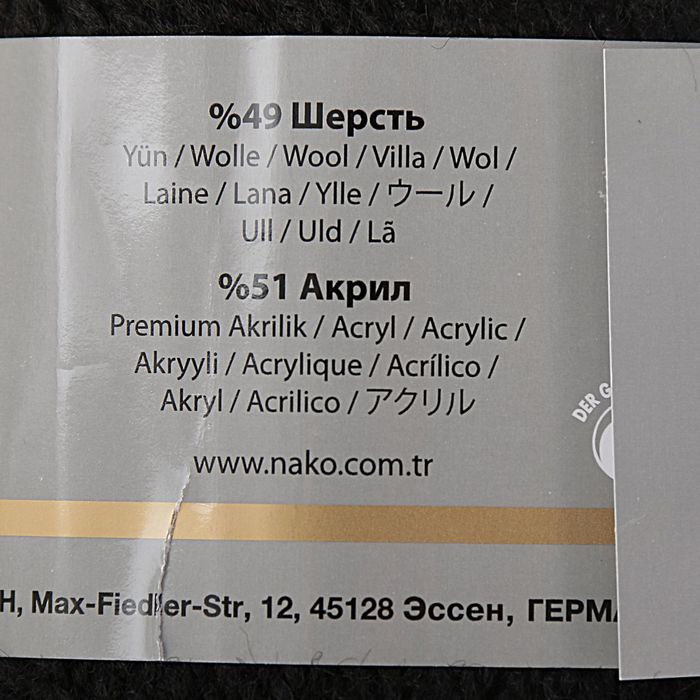 %49 Шерсть
Yün / Wolle / Wool / Villa / Wol /
Laine / Lana / Ylle / ウール /
Ull / Uld / Lã
%51 Акрил
Premium Akrilik / Acryl / Acrylic /
Akryyli / Acrylique / Acrílico /
Akryl / Acrilico / アクリル
DER G
www.nako.com.tr
H, Max-Fiedler-Str, 12, 45128 Эссен, ГЕРМА